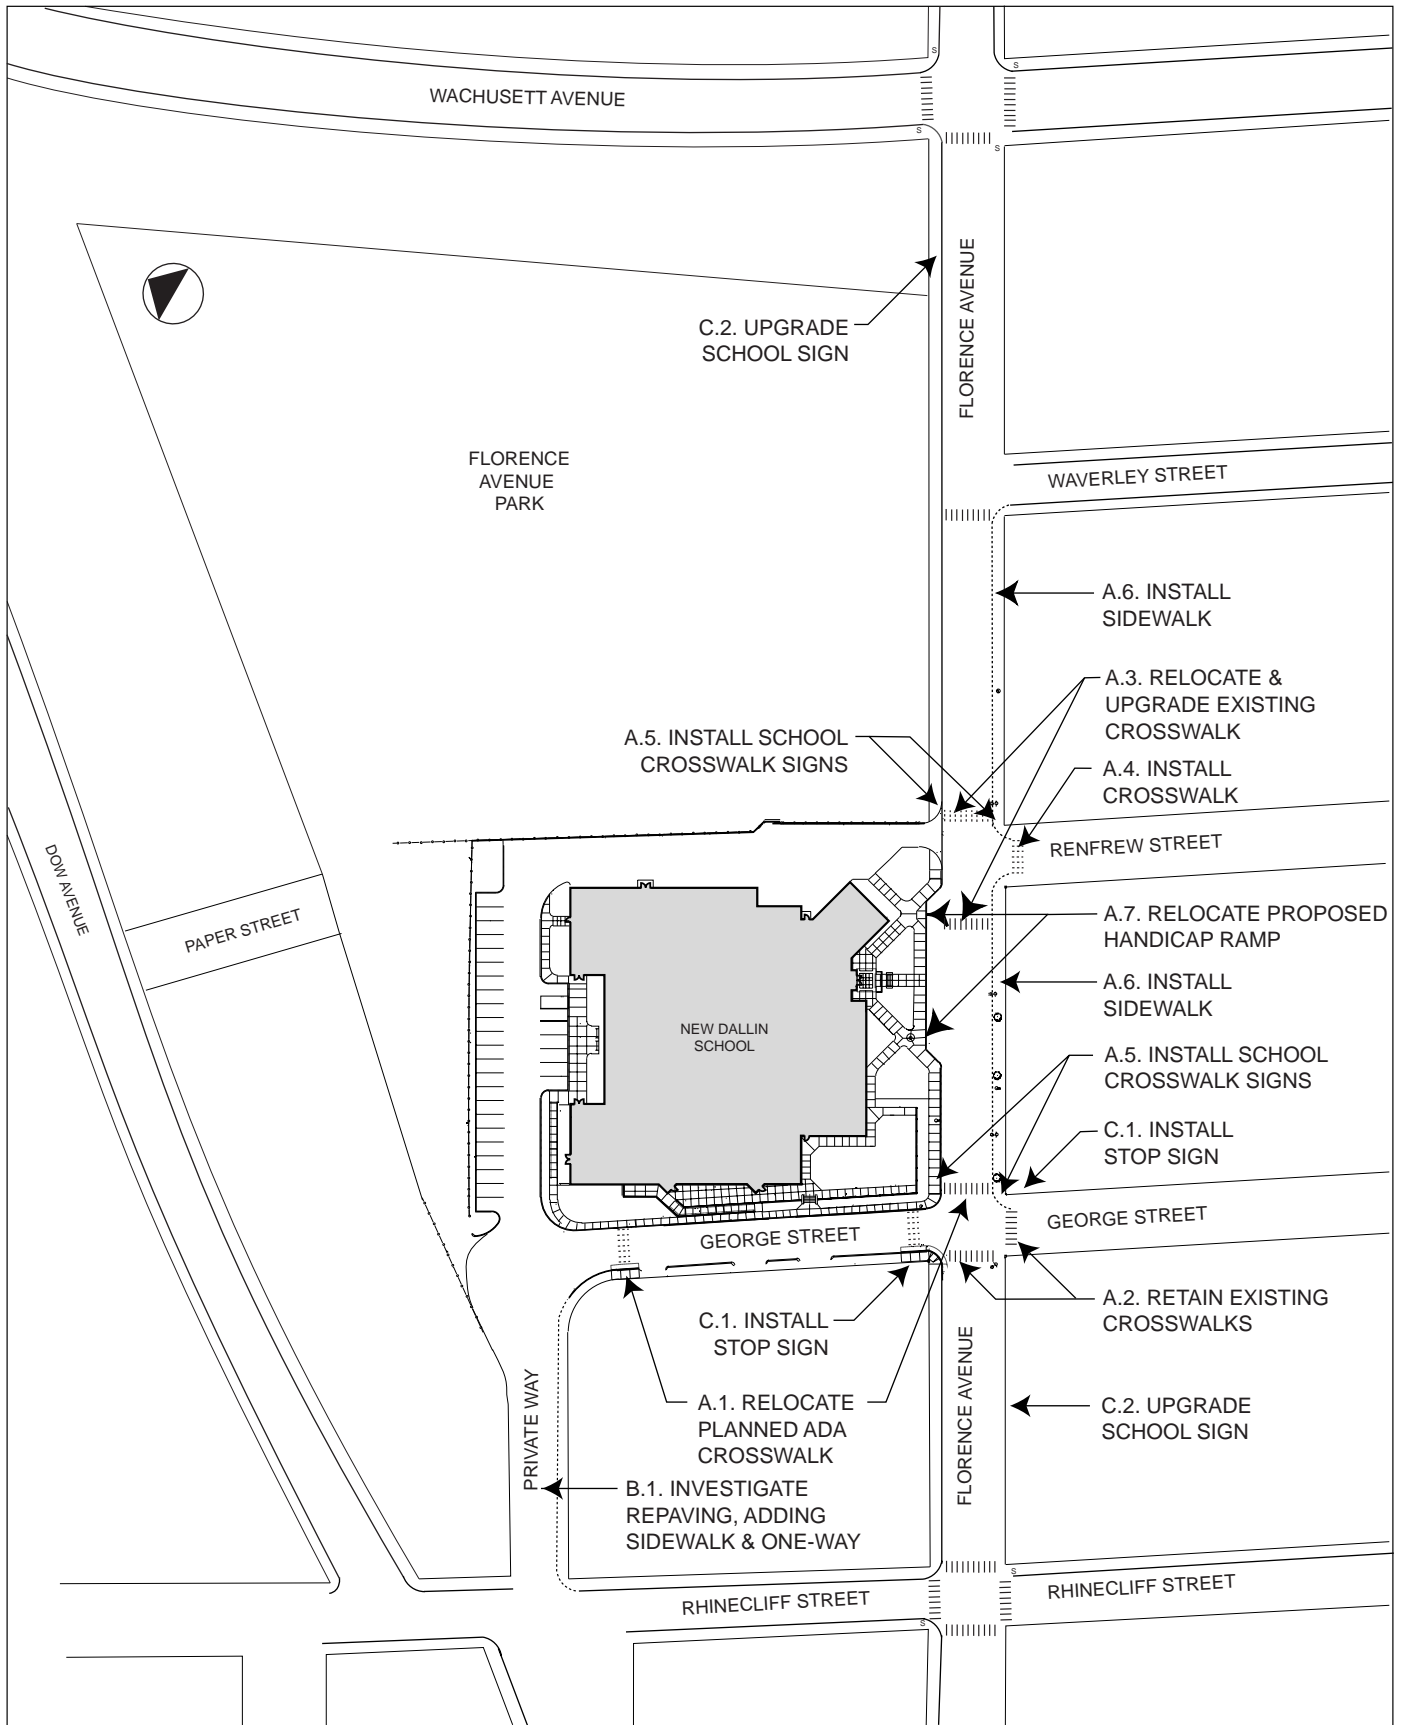 WACHUSETT AVENUE
S
S
S
S
FLORENCE AVENUE
C.2. UPGRADE
SCHOOL SIGN
FLORENCE
AVENUE
PARK
WAVERLEY STREET
A.6. INSTALL
SIDEWALK
A.3. RELOCATE &
UPGRADE EXISTING
CROSSWALK
A.5. INSTALL SCHOOL
CROSSWALK SIGNS
A.4. INSTALL
CROSSWALK
RENFREW STREET
DOW AVENUE
PAPER STREET
A.7. RELOCATE PROPOSED
HANDICAP RAMP
A.6. INSTALL
SIDEWALK
NEW DALLIN
SCHOOL
A.5. INSTALL SCHOOL
CROSSWALK SIGNS
C.1. INSTALL
STOP SIGN
GEORGE STREET
GEORGE STREET
A.2. RETAIN EXISTING
CROSSWALKS
C.1. INSTALL
STOP SIGN
FLORENCE AVENUE
PRIVATE WAY
A.1. RELOCATE
PLANNED ADA
CROSSWALK
C.2. UPGRADE
SCHOOL SIGN
B.1. INVESTIGATE
REPAVING, ADDING
SIDEWALK & ONE-WAY
S
RHINECLIFF STREET
RHINECLIFF STREET
S